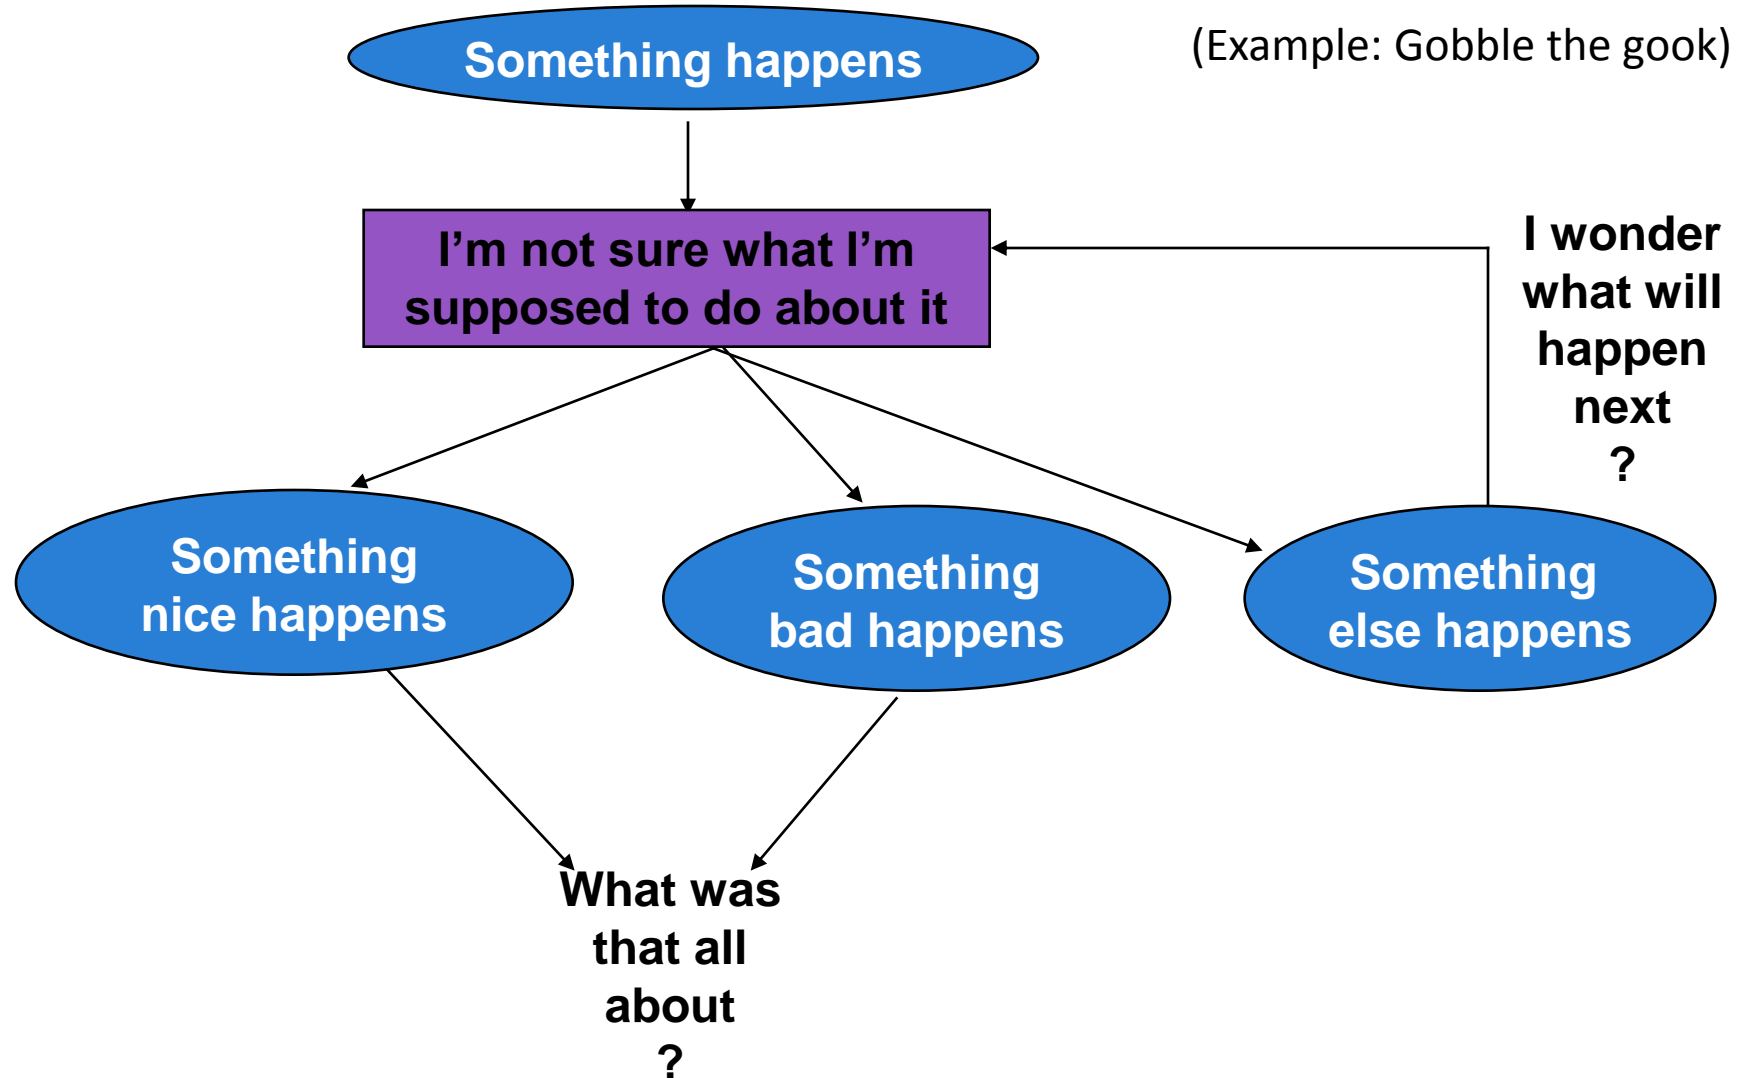 Something happens
(Example: Gobble the gook)
I’m not sure what I’m
supposed to do about it
I wonder
what will
happen
next
?
Something
nice happens
Something
bad happens
Something
else happens
What was
that all
about
?